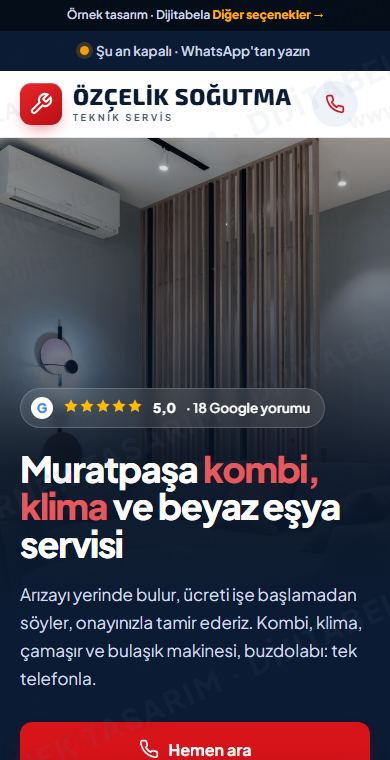 Örnek tasarım · Dijitabela Diğer seçenekler →
Şu an kapalı · WhatsApp'tan yazın
ÖZÇELİK SOĞUTMA
TEKNİK SERVİS
G ★★★★★ 5,0 · 18 Google yorumu
Muratpaşa kombi,
klima ve beyaz eşya
servisi
Arızayı yerinde bulur, ücreti işe başlamadan
söyler, onayınızla tamir ederiz. Kombi, klima,
çamaşır ve bulaşık makinesi, buzdolabı: tek
telefonla.
Hemen ara